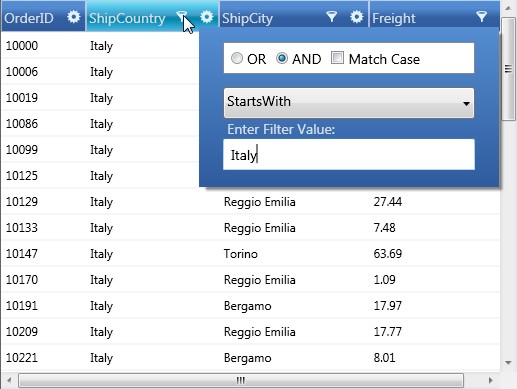 OrderID ShipCountry ShipCity Freight
10000 Italy
OR AND Match Case
10006 Italy
10019 Italy
StartsWith
10086 Italy
Enter Filter Value:
10099 Italy
Italy
10125 Italy
10129 Italy Reggio Emilia 27.44
10133 Italy Reggio Emilia 7.48
10147 Italy Torino 63.69
10170 Italy Reggio Emilia 1.09
10191 Italy Bergamo 17.97
10209 Italy Reggio Emilia 17.77
10221 Italy Bergamo 8.01